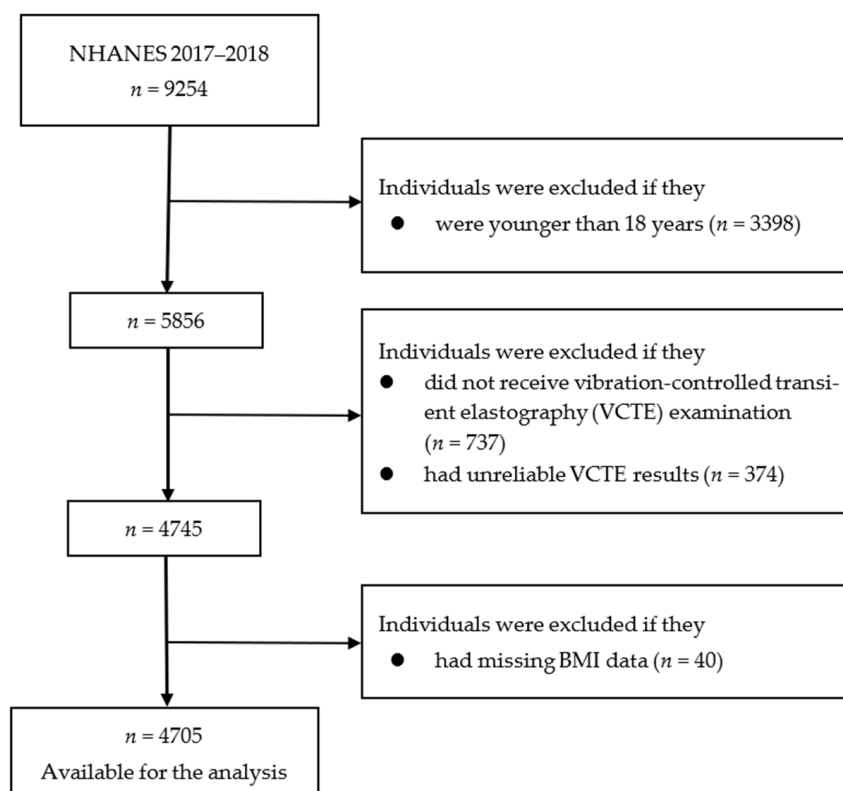 NHANES 2017–2018
n = 9254
Individuals were excluded if they
● were younger than 18 years (n = 3398)
n = 5856
Individuals were excluded if they
● did not receive vibration-controlled transi-
ent elastography (VCTE) examination
(n = 737)
● had unreliable VCTE results (n = 374)
n = 4745
Individuals were excluded if they
● had missing BMI data (n = 40)
n = 4705
Available for the analysis